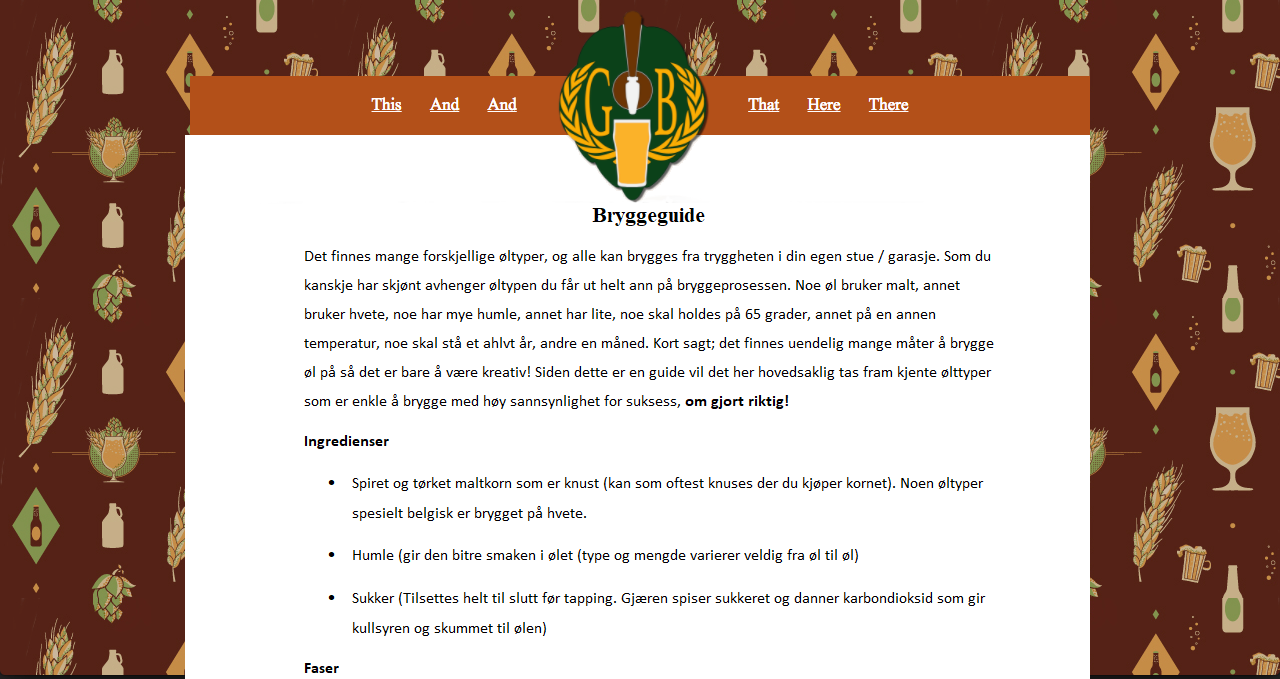 This And And That Here There
G B
Bryggeguide
Det finnes mange forskjellige øltyper, og alle kan brygges fra tryggheten i din egen stue / garasje. Som du
kanskje har skjønt avhenger øltypen du får ut helt ann på bryggeprosessen. Noe øl bruker malt, annet
bruker hvete, noe har mye humle, annet har lite, noe skal holdes på 65 grader, annet på en annen
temperatur, noe skal stå et ahlvt år, andre en måned. Kort sagt; det finnes uendelig mange måter å brygge
øl på så det er bare å være kreativ! Siden dette er en guide vil det her hovedsaklig tas fram kjente ølttyper
som er enkle å brygge med høy sannsynlighet for suksess, om gjort riktig!
Ingredienser
• Spiret og tørket maltkorn som er knust (kan som oftest knuses der du kjøper kornet). Noen øltyper
spesielt belgisk er brygget på hvete.
• Humle (gir den bitre smaken i ølet (type og mengde varierer veldig fra øl til øl)
• Sukker (Tilsettes helt til slutt før tapping. Gjæren spiser sukkeret og danner karbondioksid som gir
kullsyren og skummet til ølen)
Faser